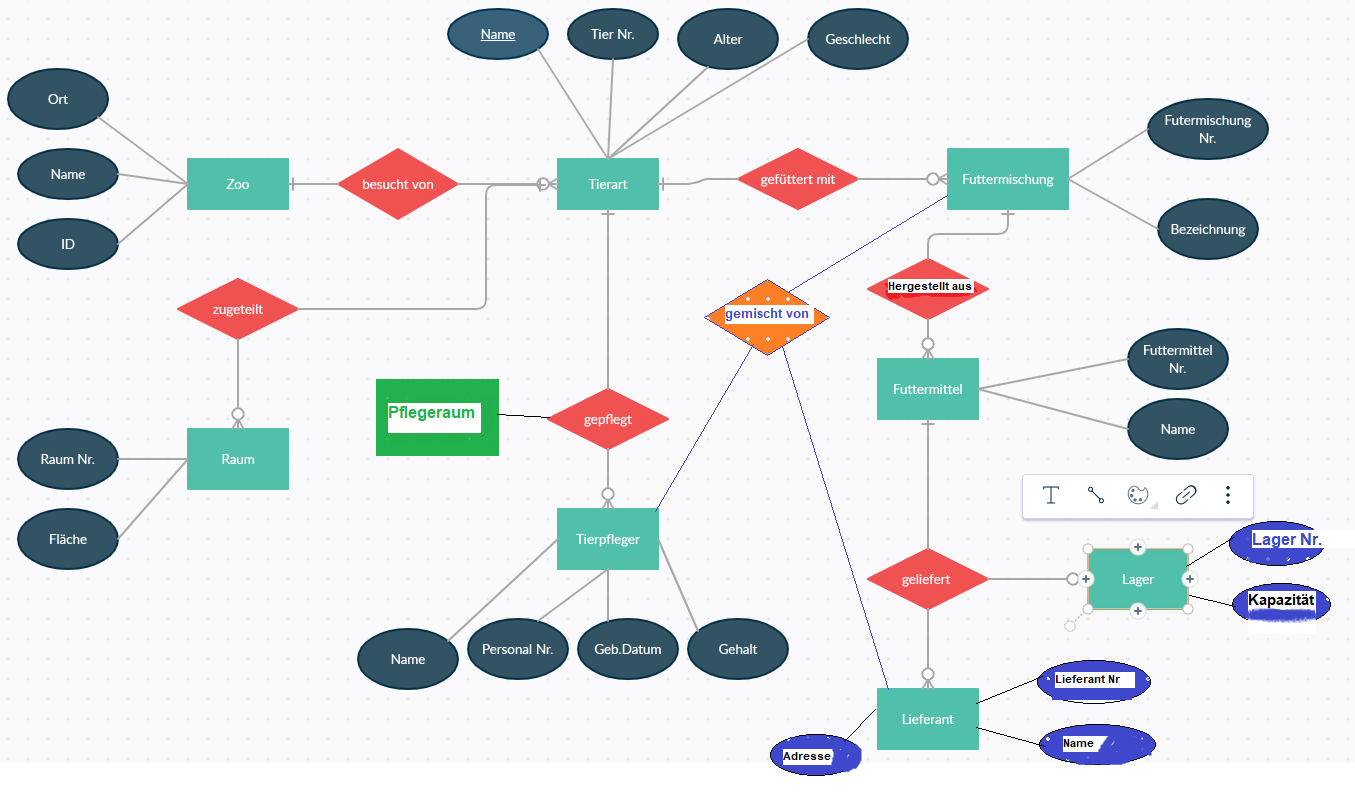 Name
Tier Nr.
Alter
Geschlecht
Ort
Name
ID
Zoo
besucht von
Tierart
gefüttert mit
Futtermischung
Futermischung
Nr.
Bezeichnung
zugeteilt
gemischt von
Hergestellt aus
Futtermittel
Futtermittel
Nr.
Name
Pflegeraum
gepflegt
Raum Nr.
Raum
Fläche
Tierpfleger
Name
Personal Nr.
Geb.Datum
Gehalt
geliefert
Lager
Lager Nr.
Kapazität
Lieferant
Lieferant Nr
Name
Adresse